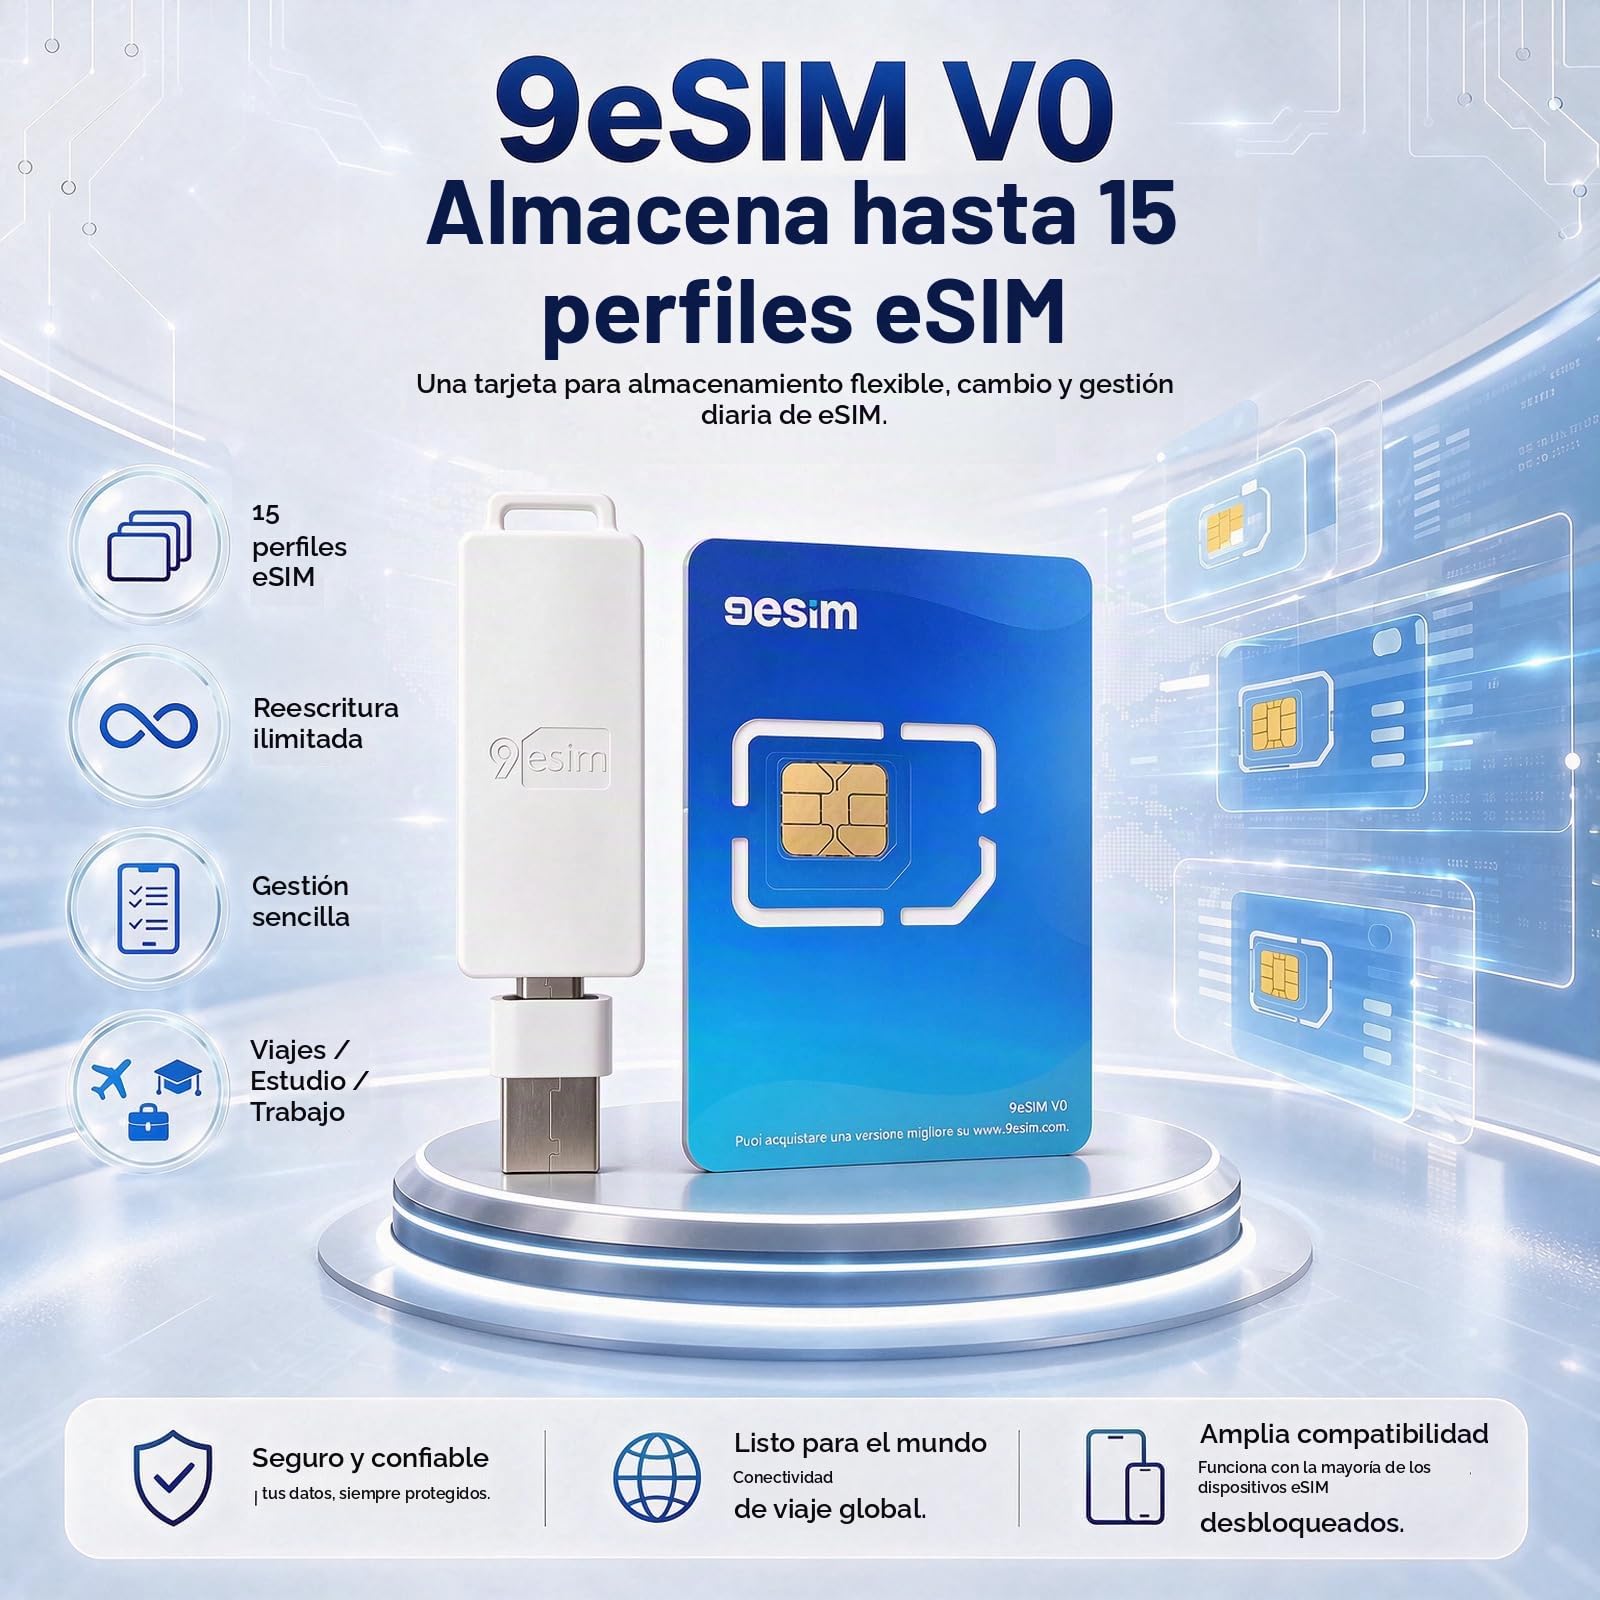 9eSIM V0
Almacena hasta 15
perfiles eSIM
Una tarjeta para almacenamiento flexible, cambio y gestión
diaria de eSIM.
15
perfiles
eSIM
Reescritura
ilimitada
Gestión
sencilla
Viajes /
Estudio /
Trabajo
9esim
9esim
9eSIM V0
Puoi acquistare una versione migliore su www.9esim.com.
Seguro y confiable
tus datos, siempre protegidos.
Listo para el mundo
Conectividad
de viaje global.
Amplia compatibilidad
Funciona con la mayoría de los
dispositivos eSIM
desbloqueados.